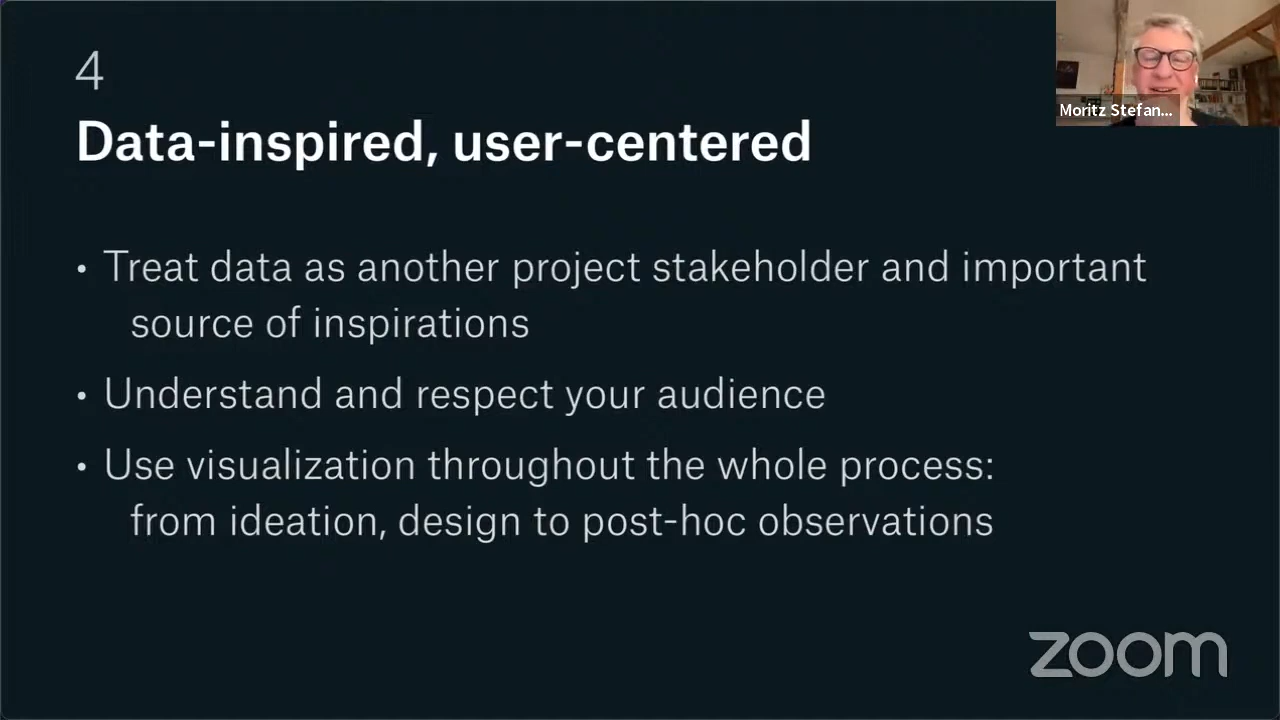 4
Data-inspired, user-centered
• Treat data as another project stakeholder and important
source of inspirations
• Understand and respect your audience
• Use visualization throughout the whole process:
from ideation, design to post-hoc observations
Moritz Stefan...
zoom